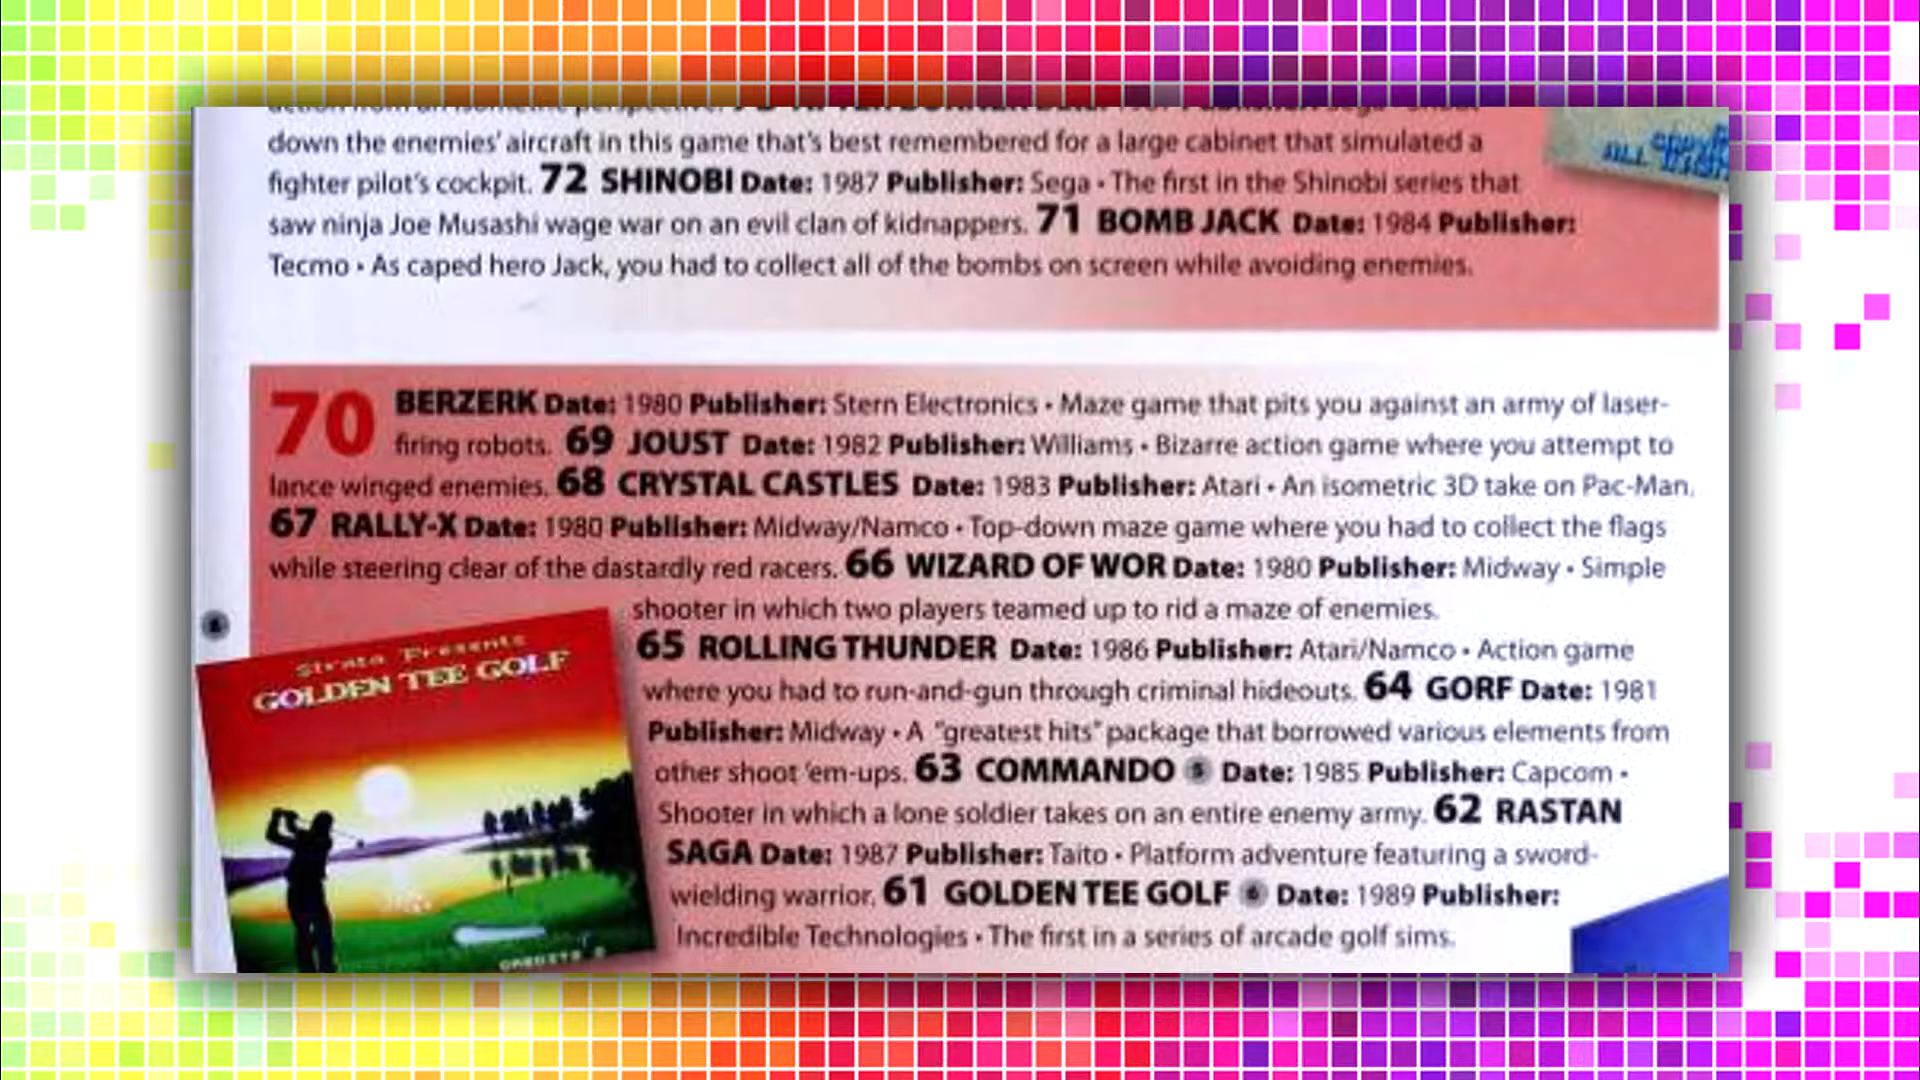 down the enemies' aircraft in this game that's best remembered for a large cabinet that simulated a
fighter pilot's cockpit. 72 SHINOBI Date: 1987 Publisher: Sega • The first in the Shinobi series that
saw ninja Joe Musashi wage war on an evil clan of kidnappers. 71 BOMB JACK Date: 1984 Publisher:
Tecmo • As caped hero Jack, you had to collect all of the bombs on screen while avoiding enemies.
70 BERZERK Date: 1980 Publisher: Stern Electronics • Maze game that pits you against an army of laser-
firing robots. 69 JOUST Date: 1982 Publisher: Williams • Bizarre action game where you attempt to
lance winged enemies. 68 CRYSTAL CASTLES Date: 1983 Publisher: Atari • An isometric 3D take on Pac-Man.
67 RALLY-X Date: 1980 Publisher: Midway/Namco • Top-down maze game where you had to collect the flags
while steering clear of the dastardly red racers. 66 WIZARD OF WOR Date: 1980 Publisher: Midway • Simple
shooter in which two players teamed up to rid a maze of enemies.
65 ROLLING THUNDER Date: 1986 Publisher: Atari/Namco • Action game
where you had to run-and-gun through criminal hideouts. 64 GORF Date: 1981
Publisher: Midway • A "greatest hits" package that borrowed various elements from
other shoot 'em-ups. 63 COMMANDO 5 Date: 1985 Publisher: Capcom •
Shooter in which a lone soldier takes on an entire enemy army. 62 RASTAN
SAGA Date: 1987 Publisher: Taito • Platform adventure featuring a sword-
wielding warrior. 61 GOLDEN TEE GOLF 6 Date: 1989 Publisher:
Incredible Technologies • The first in a series of arcade golf sims.
6
Strata Presents
GOLDEN TEE GOLF
CREDITS